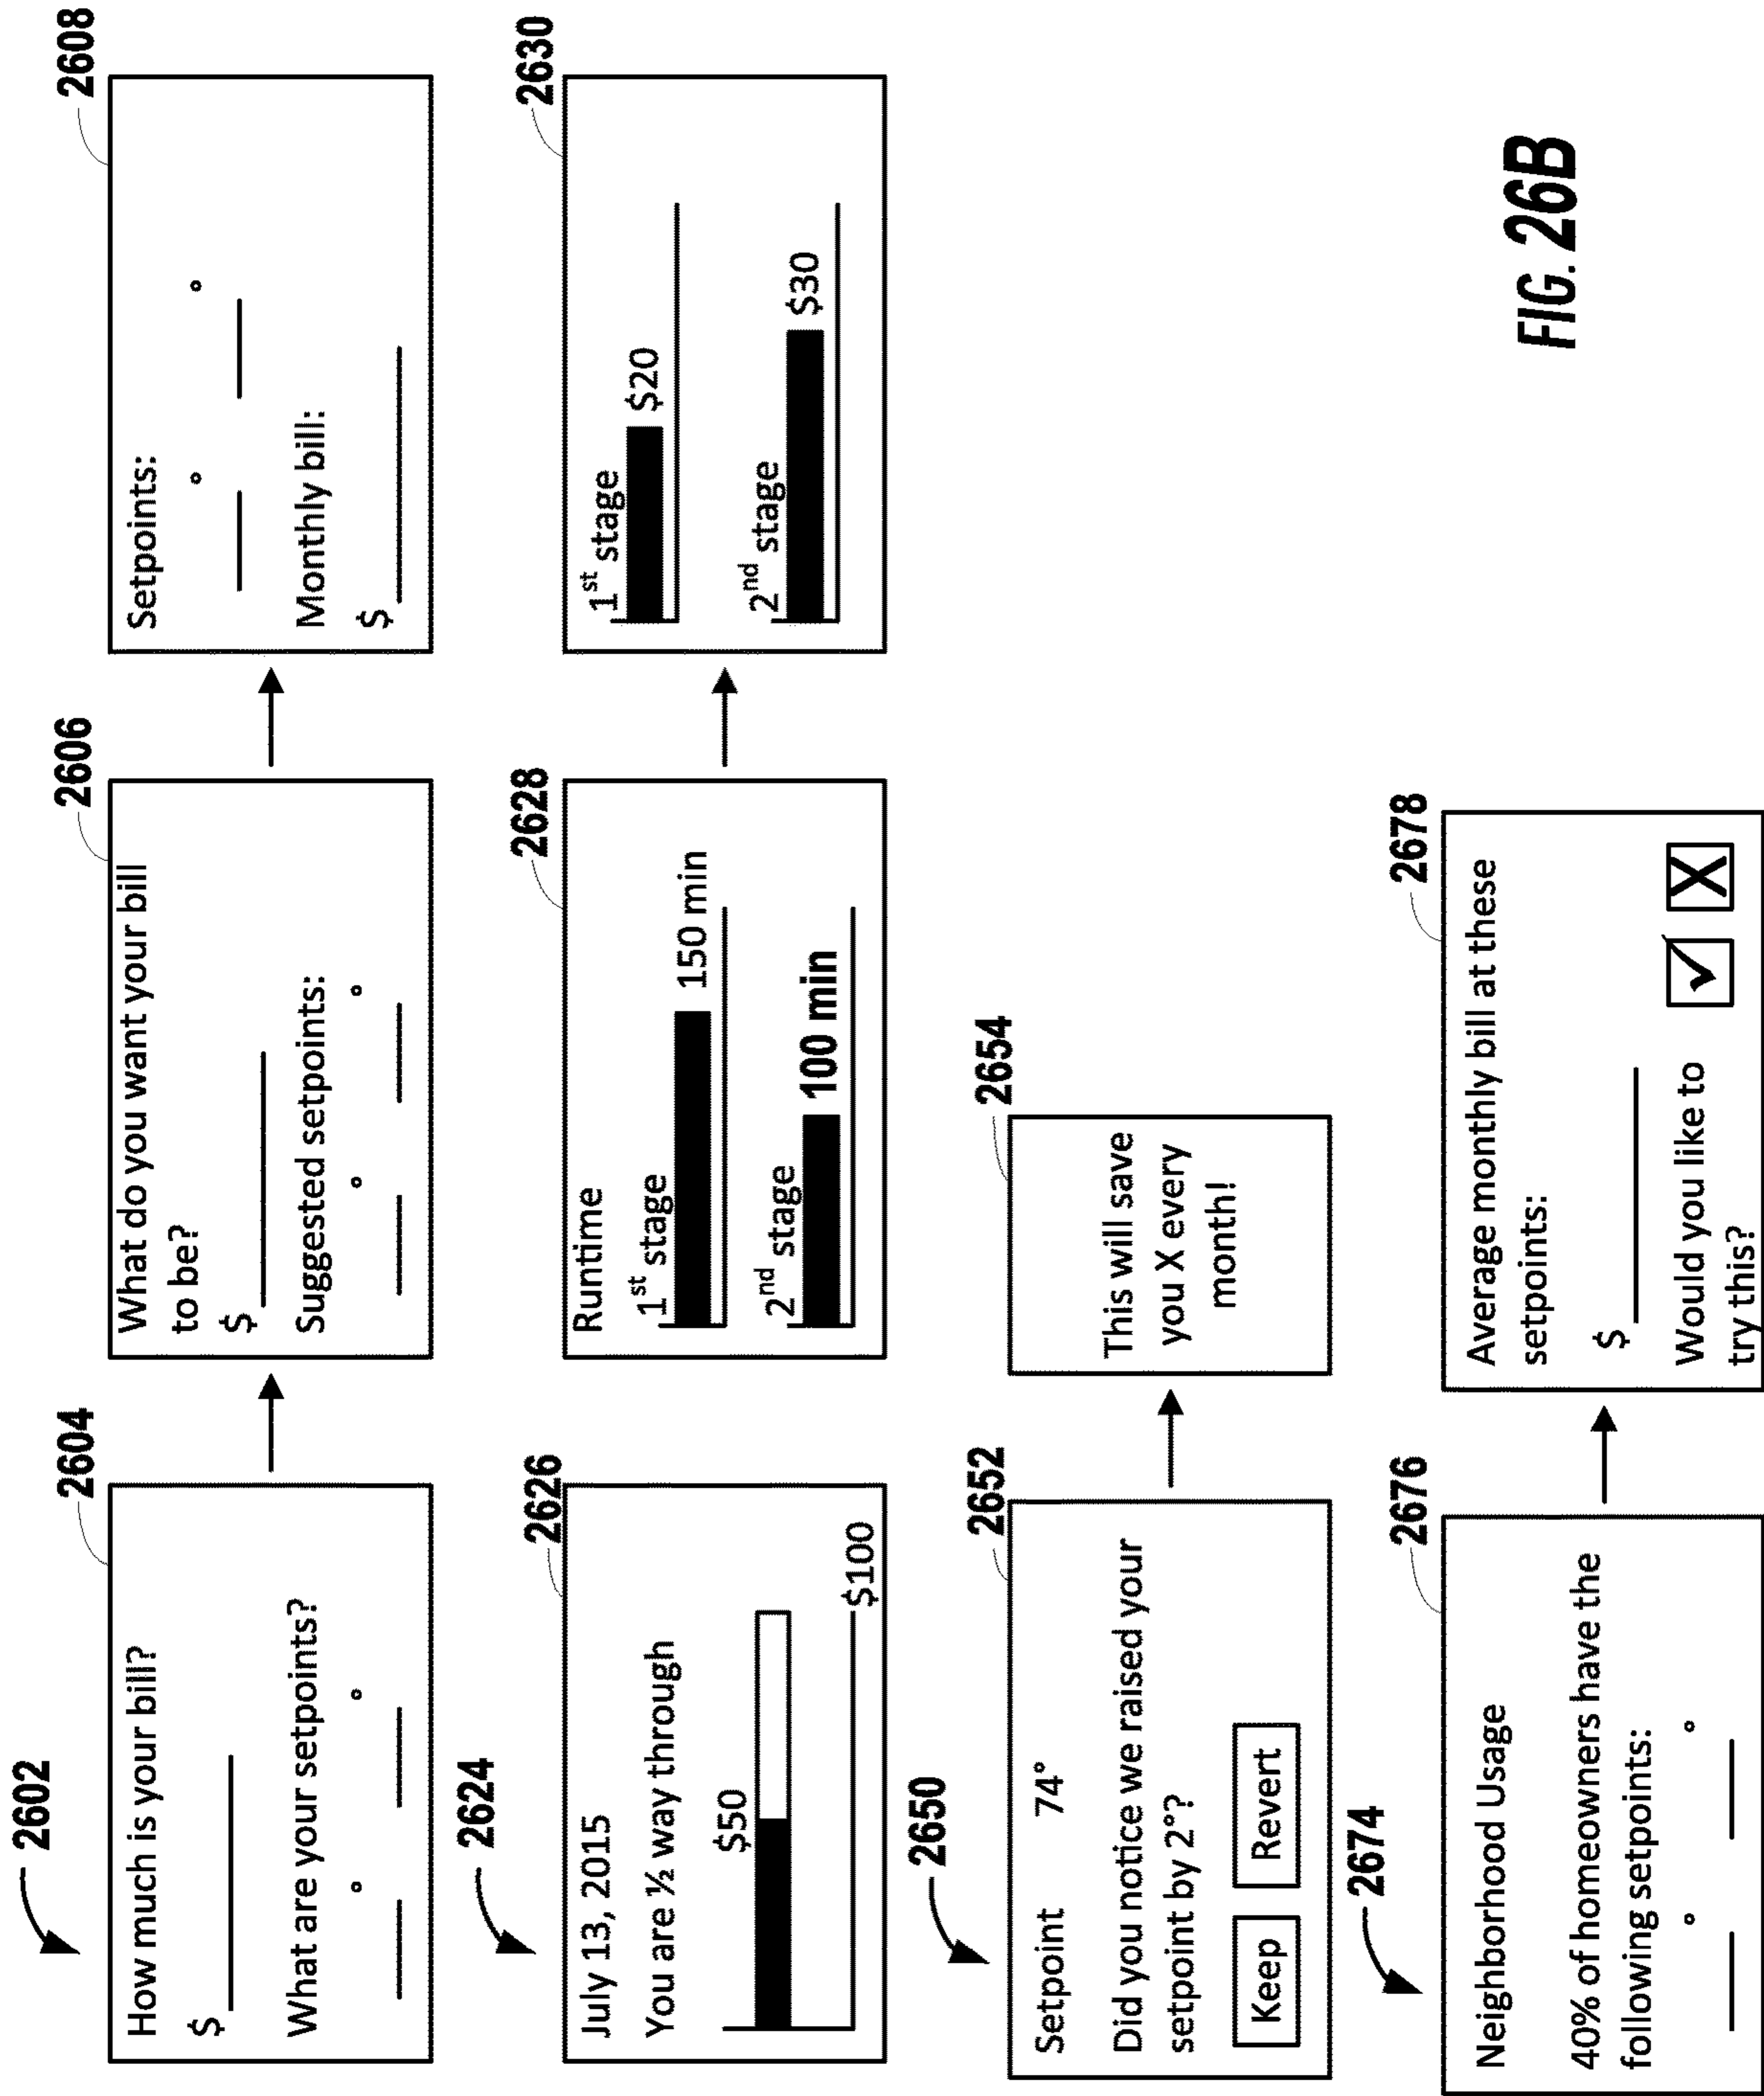 2602
2604
How much is your bill?
$
What are your setpoints?
° °
2606
What do you want your bill
to be?
$
Suggested setpoints:
° °
2608
Setpoints:
° °
Monthly bill:
$
2624
2626
July 13, 2015
You are ½ way through
$50
$100
2628
Runtime
1st stage
150 min
2nd stage
100 min
2630
1st stage
$20
2nd stage
$30
2650
2652
Setpoint 74°
Did you notice we raised your
setpoint by 2°?
Keep Revert
2654
This will save
you X every
month!
2674
2676
Neighborhood Usage
40% of homeowners have the
following setpoints:
° °
2678
Average monthly bill at these
setpoints:
$
Would you like to
try this?
✓ X
FIG. 26B